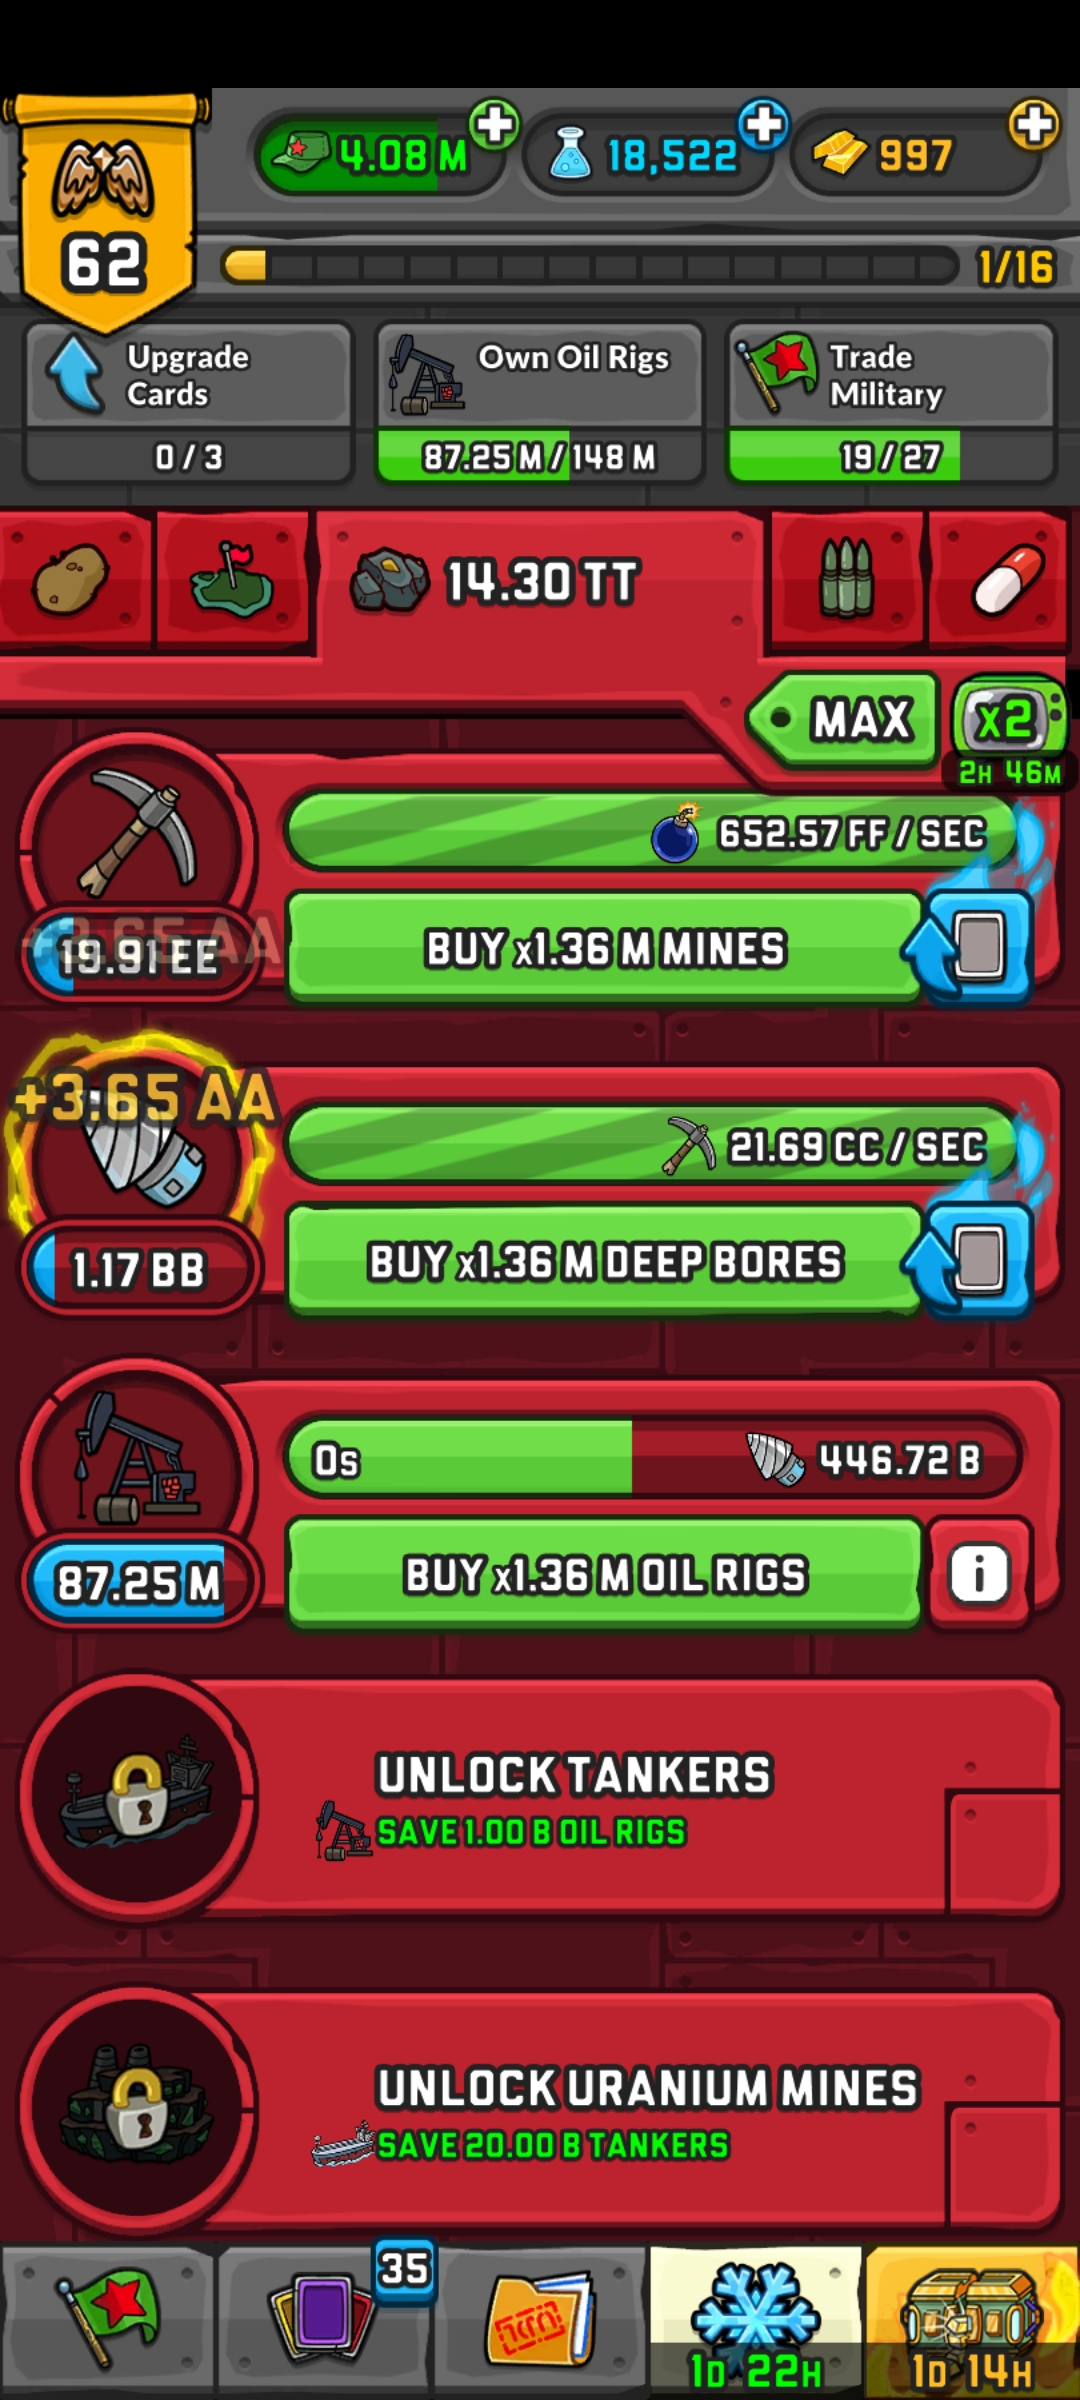 4.08 M
18,522
997
62
1/16
Upgrade
Cards
0 / 3
Own Oil Rigs
87.25 M / 148 M
Trade
Military
19 / 27
14.30 TT
MAX
x2
2H 46M
652.57 FF / SEC
+3.65 AA
19.91 EE
BUY x1.36 M MINES
+3.65 AA
21.69 CC / SEC
1.17 BB
BUY x1.36 M DEEP BORES
0s
446.72 B
87.25 M
BUY x1.36 M OIL RIGS
i
UNLOCK TANKERS
SAVE 1.00 B OIL RIGS
UNLOCK URANIUM MINES
SAVE 20.00 B TANKERS
35
1D 22H
1D 14H